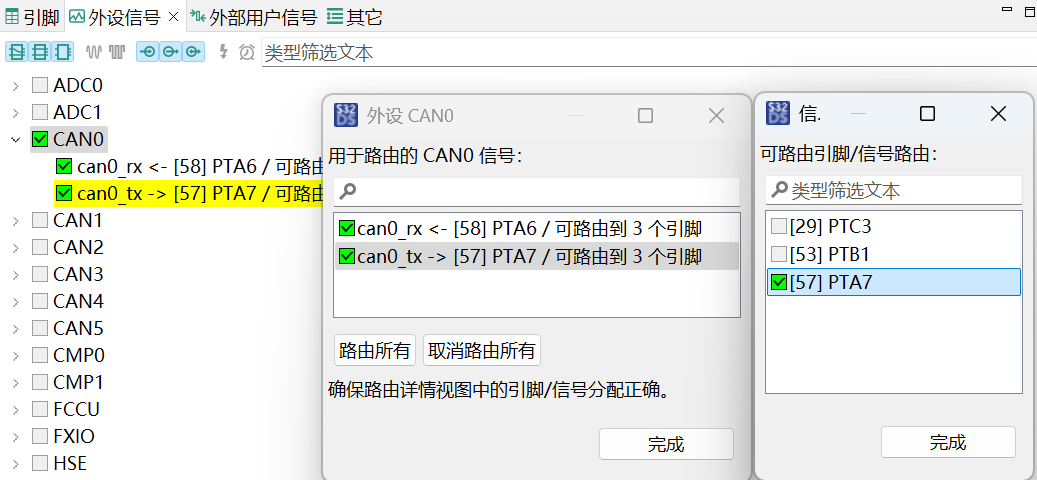 引脚 外设信号 外部用户信号 其它
类型筛选文本
ADC0
ADC1
CAN0
can0_rx <- [58] PTA6 / 可路由
can0_tx -> [57] PTA7 / 可路由
CAN1
CAN2
CAN3
CAN4
CAN5
CMP0
CMP1
FCCU
FXIO
HSE
S32
DS
外设 CAN0
用于路由的 CAN0 信号:
can0_rx <- [58] PTA6 / 可路由到 3 个引脚
can0_tx -> [57] PTA7 / 可路由到 3 个引脚
路由所有 取消路由所有
确保路由详情视图中的引脚/信号分配正确。
完成
S32
DS
信.
可路由引脚/信号路由:
类型筛选文本
[29] PTC3
[53] PTB1
[57] PTA7
完成